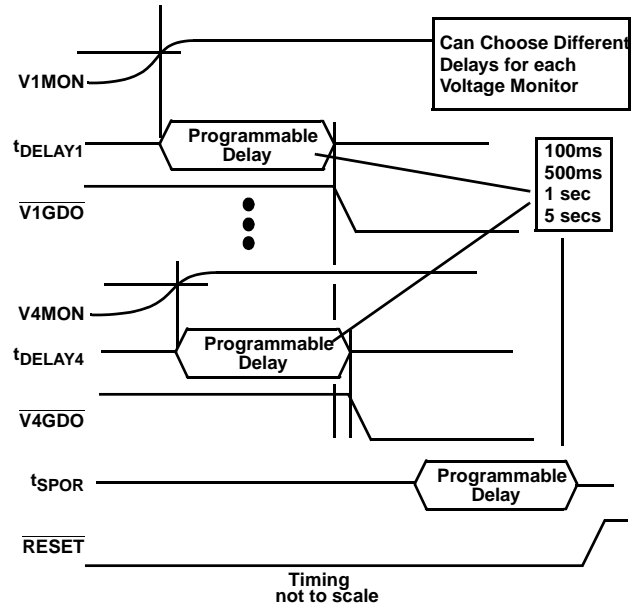 Can Choose Different
Delays for each
Voltage Monitor
V1MON
tDELAY1
Programmable
Delay
100ms
500ms
1 sec
5 secs
V1GDO
V4MON
tDELAY4
Programmable
Delay
V4GDO
tSPOR
Programmable
Delay
RESET
Timing
not to scale